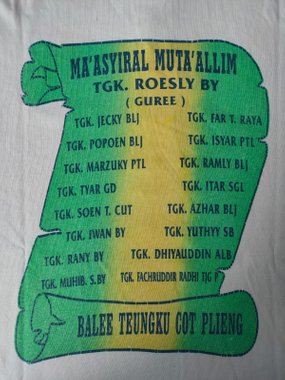 MA'ASYIRAL MUTA'ALLIM
TGK. ROESLY BY
( GUREE )
TGK. JECKY BLJ
TGK. FAR T. RAYA
TGK. POPOEN BLJ
TGK. ISYAR PTL
TGK. MARZUKY PTL
TGK. RAMLY BLJ
TGK. TYAR GD
TGK. ITAR SGL
TGK. SOEN T. CUT
TGK. AZHAR BLJ
TGK. IWAN BY
TGK. YUTHYY SB
TGK. RANY BY
TGK. DHIYAUDDIN ALB
TGK. MUHIB. S.BY
TGK. FACHRUDDIR RADHI TIG P
BALEE TEUNGKU COT PLIENG